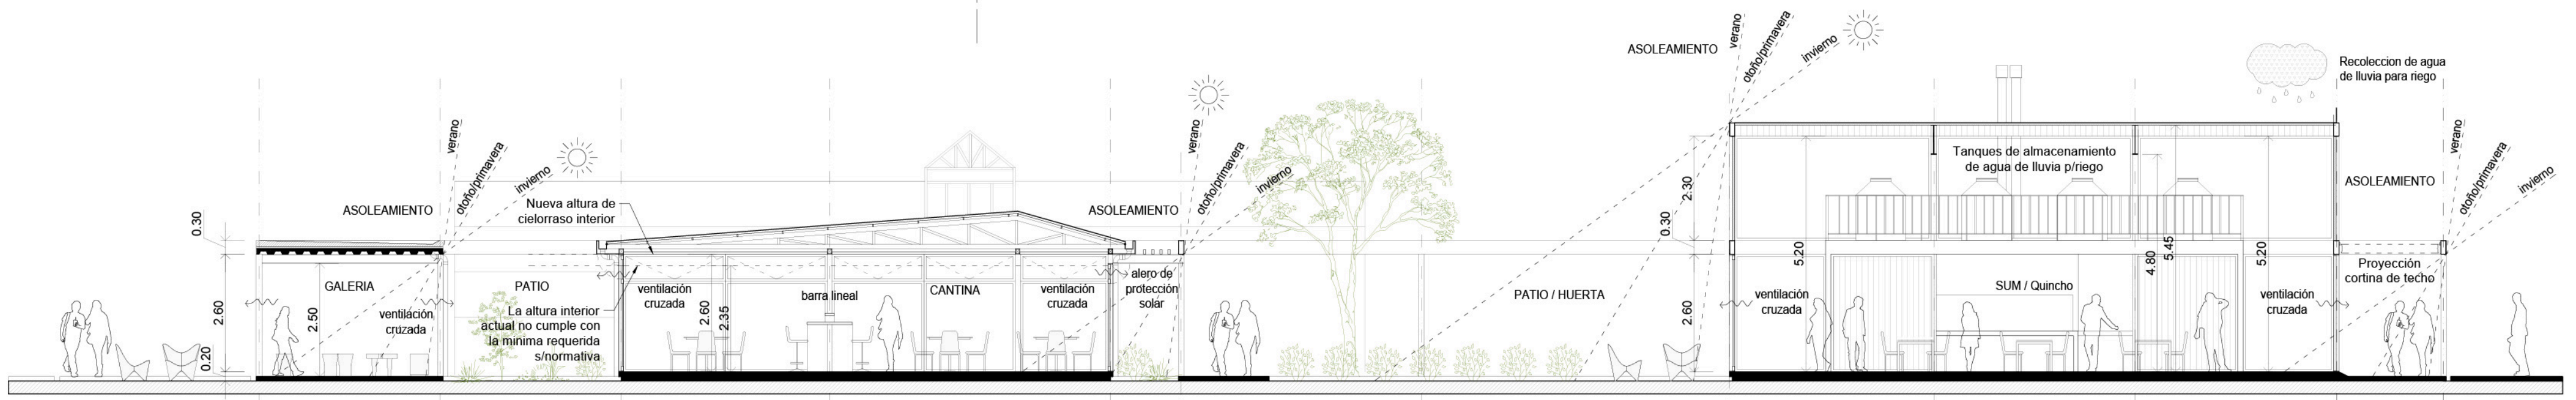 0.30
2.60
0.20
ASOLEAMIENTO
verano
otoño/primavera
invierno
GALERIA
2.50
ventilación
cruzada
PATIO
Nueva altura de
cielorraso interior
La altura interior
actual no cumple con
la minima requerida
s/normativa
ventilación
cruzada
2.60
2.35
barra lineal
CANTINA
ventilación
cruzada
ASOLEAMIENTO
verano
otoño/primavera
invierno
alero de
protección
solar
PATIO / HUERTA
ASOLEAMIENTO
verano
otoño/primavera
invierno
2.30
0.30
2.60
5.20
ventilación
cruzada
Tanques de almacenamiento
de agua de lluvia p/riego
SUM / Quincho
4.80
5.45
5.20
ventilación
cruzada
Recoleccion de agua
de lluvia para riego
ASOLEAMIENTO
verano
otoño/primavera
invierno
Proyección
cortina de techo